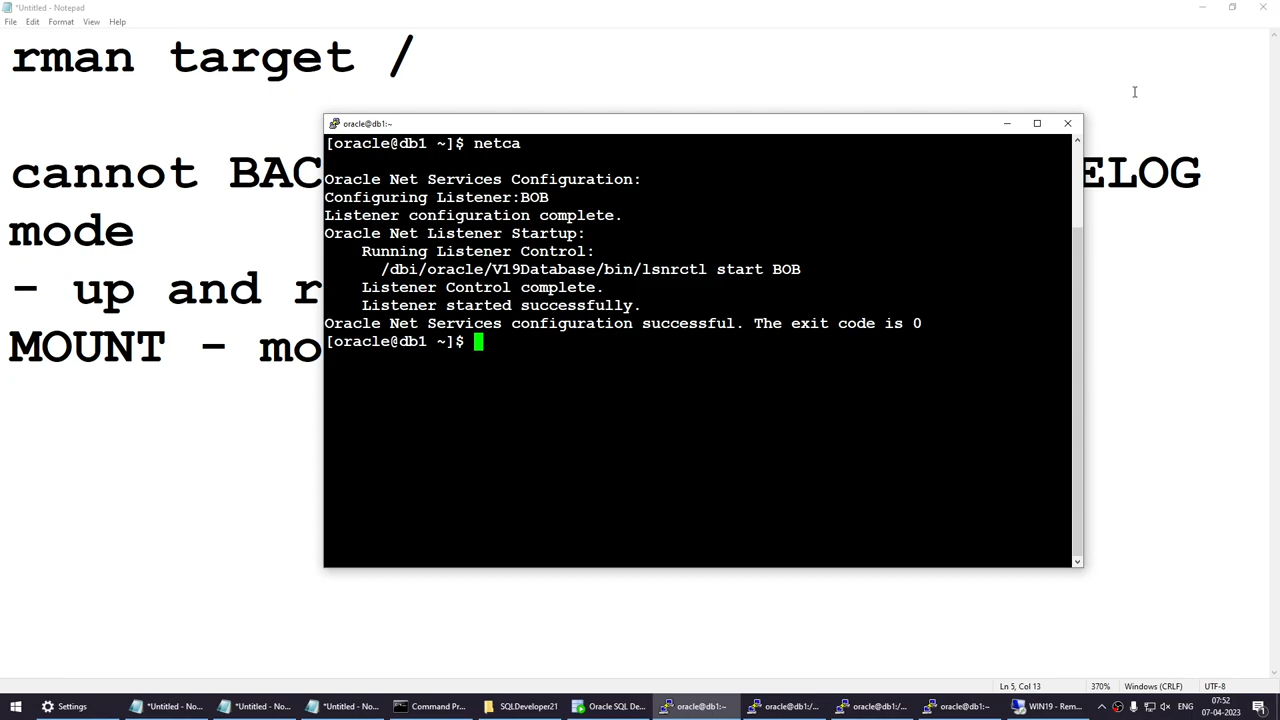 *Untitled - Notepad
File Edit Format View Help
rman target /
cannot BAC
ELOG
mode
- up and r
MOUNT - mo
oracle@db1:~
[oracle@db1 ~]$ netca
Oracle Net Services Configuration:
Configuring Listener:BOB
Listener configuration complete.
Oracle Net Listener Startup:
Running Listener Control:
/dbi/oracle/V19Database/bin/lsnrctl start BOB
Listener Control complete.
Listener started successfully.
Oracle Net Services configuration successful. The exit code is 0
[oracle@db1 ~]$
Ln 5, Col 13 370% Windows (CRLF) UTF-8
Settings *Untitled - No... *Untitled - No... *Untitled - No... Command Pr... SQLDeveloper21 Oracle SQL De... oracle@db1:~ oracle@db1:/... oracle@db1:/... oracle@db1:~ WIN19 - Rem... ENG 07:52
07-04-2023
1